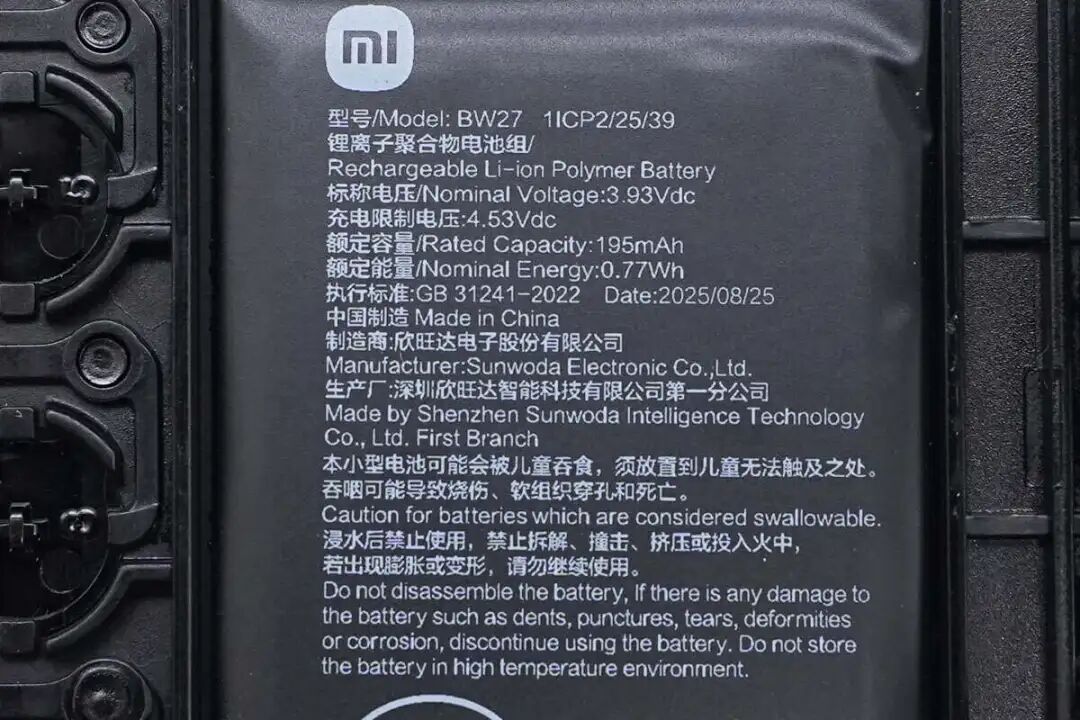 mi
型号/Model: BW27 1ICP2/25/39
锂离子聚合物电池组/
Rechargeable Li-ion Polymer Battery
标称电压/Nominal Voltage:3.93Vdc
充电限制电压:4.53Vdc
额定容量/Rated Capacity:195mAh
额定能量/Nominal Energy:0.77Wh
执行标准:GB 31241-2022 Date:2025/08/25
中国制造 Made in China
制造商:欣旺达电子股份有限公司
Manufacturer:Sunwoda Electronic Co.,Ltd.
生产厂:深圳欣旺达智能科技有限公司第一分公司
Made by Shenzhen Sunwoda Intelligence Technology
Co., Ltd. First Branch
本小型电池可能会被儿童吞食，须放置到儿童无法触及之处。
吞咽可能导致烧伤、软组织穿孔和死亡。
Caution for batteries which are considered swallowable.
浸水后禁止使用，禁止拆解、撞击、挤压或投入火中，
若出现膨胀或变形，请勿继续使用。
Do not disassemble the battery, If there is any damage to
the battery such as dents, punctures, tears, deformities
or corrosion, discontinue using the battery. Do not store
the battery in high temperature environment.